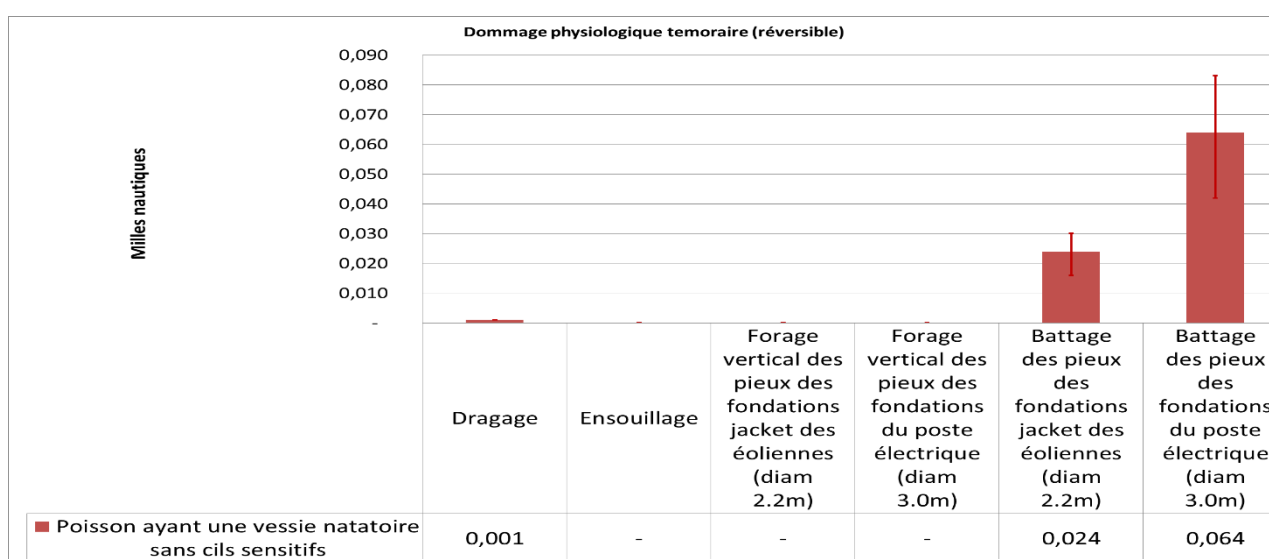 Dommage physiologique temoraire (réversible)
Milles nautiques
0,090
0,080
0,070
0,060
0,050
0,040
0,030
0,020
0,010
-
Dragage
Ensouillage
Forage
vertical des
pieux des
fondations
jacket des
éoliennes
(diam
2.2m)
Forage
vertical des
pieux des
fondations
du poste
électrique
(diam
3.0m)
Battage
des pieux
des
fondations
jacket des
éoliennes
(diam
2.2m)
Battage
des pieux
des
fondations
du poste
électrique
(diam
3.0m)
Poisson ayant une vessie natatoire
sans cils sensitifs
0,001
-
-
-
0,024
0,064